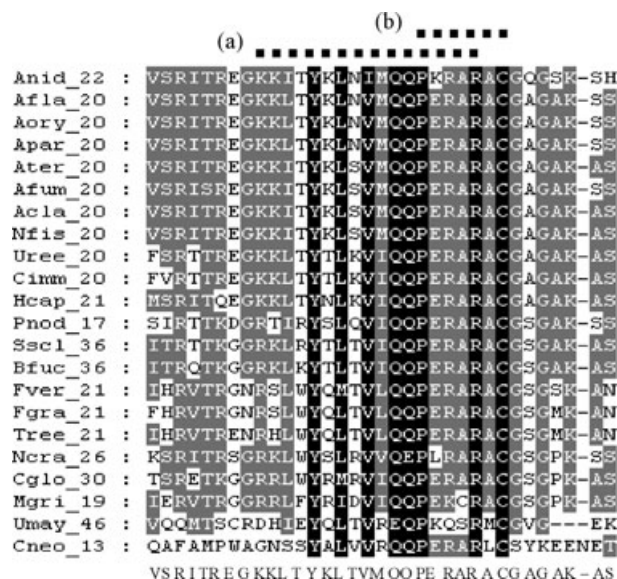 (b)
(a)
Anid_22 : VSRITREGKKITYKLNIMQQPKRARACGQGSK-SH
Afla_20 : VSRITREGKKLTYKLNVMQQPERARACGAGAK-SS
Aory_20 : VSRITREGKKLTYKLNVMQQPERARACGAGAK-SS
Apar_20 : VSRITREGKKLTYKLNVMQQPERARACGAGAK-SS
Ater_20 : VSRITREGKKITYKLSVMQQPERARACGAGAK-AS
Afum_20 : VSRISREGKKITYKLSVMQQPERARACGAGAK-SS
Acla_20 : VSRITREGKKITYKLSVMQQPERARACGAGAK-AS
Nfis_20 : VSRITREGKKITYKLSVMQQPERARACGAGAK-AS
Uree_20 : FSRTTREGKKLTYTLKVIQQPERARACGAGAK-AS
Cimm_20 : FVRTTREGKKLTYTLKVIQQPERARACGAGAK-AS
Hcap_21 : MSRITQEGKKLTYNLKVIQQPERARACGAGAK-AS
Pnod_17 : SIRTTKDGRTIRYSLQVIQQPERARACGSGAK-SS
Sscl_36 : ITRTTKGGRKLRYSLTVIQQPERARACGSGAK-AS
Bfuc_36 : ITRQTKGGRKLKYTLTVIQQPERARACGSGAK-AS
Fver_21 : IHRVTRGNRSLWYQMTVLQQPERARACGSGSK-AN
Fgra_21 : FHRVTRGNRSLWYQLTVLQQPERARACGSGMK-AN
Tree_21 : IHRVTRENRHLWYQLTVLQQPERARACGSGMK-AN
Ncra_26 : KSRITRSGRKLWYSLRVVQEPLRARACGSGPK-SS
Cglo_30 : TSRETKGGRRLWYRMRVIQQPERARACGSGPK-SS
Mgri_19 : IERVTRGGRRLFYRIDVIQQPEKCRACGSGPK-AS
Umay_46 : VQQMTSCRDHIEYQLVVREQPKQSRMCGVG---EK
Cneo_13 : QAFAMPWAGNSSYALVVRQQPERARLCSYKEENET
VSRITREGKKLTYKLTVMQQPERARACGAGAK-AS